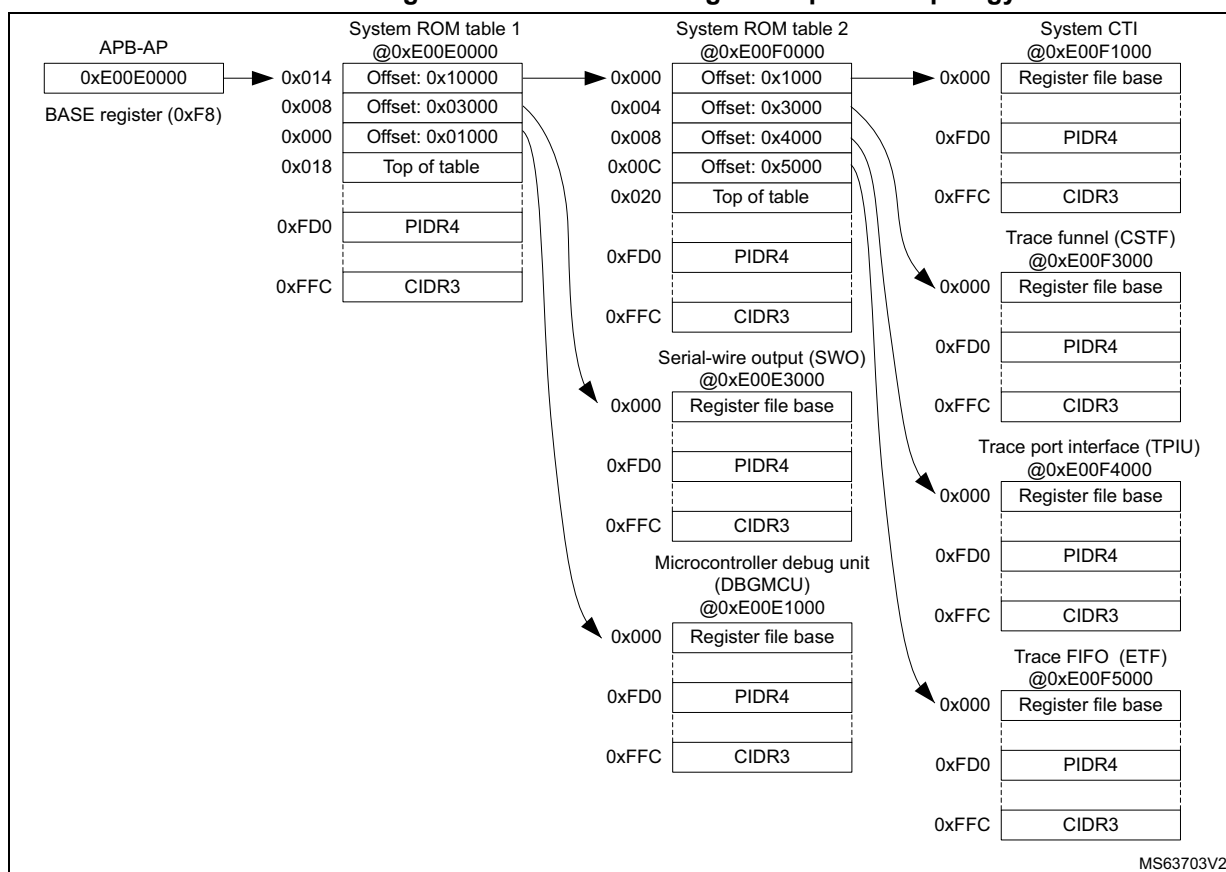 APB-AP
0xE00E0000
BASE register (0xF8)
System ROM table 1
@0xE00E0000
0x014 Offset: 0x10000
0x008 Offset: 0x03000
0x000 Offset: 0x01000
0x018 Top of table
0xFD0 PIDR4
0xFFC CIDR3
System ROM table 2
@0xE00F0000
0x000 Offset: 0x1000
0x004 Offset: 0x3000
0x008 Offset: 0x4000
0x00C Offset: 0x5000
0x020 Top of table
0xFD0 PIDR4
0xFFC CIDR3
Serial-wire output (SWO)
@0xE00E3000
0x000 Register file base
0xFD0 PIDR4
0xFFC CIDR3
Microcontroller debug unit
(DBGMCU)
@0xE00E1000
0x000 Register file base
0xFD0 PIDR4
0xFFC CIDR3
System CTI
@0xE00F1000
0x000 Register file base
0xFD0 PIDR4
0xFFC CIDR3
Trace funnel (CSTF)
@0xE00F3000
0x000 Register file base
0xFD0 PIDR4
0xFFC CIDR3
Trace port interface (TPIU)
@0xE00F4000
0x000 Register file base
0xFD0 PIDR4
0xFFC CIDR3
Trace FIFO (ETF)
@0xE00F5000
0x000 Register file base
0xFD0 PIDR4
0xFFC CIDR3
MS63703V2